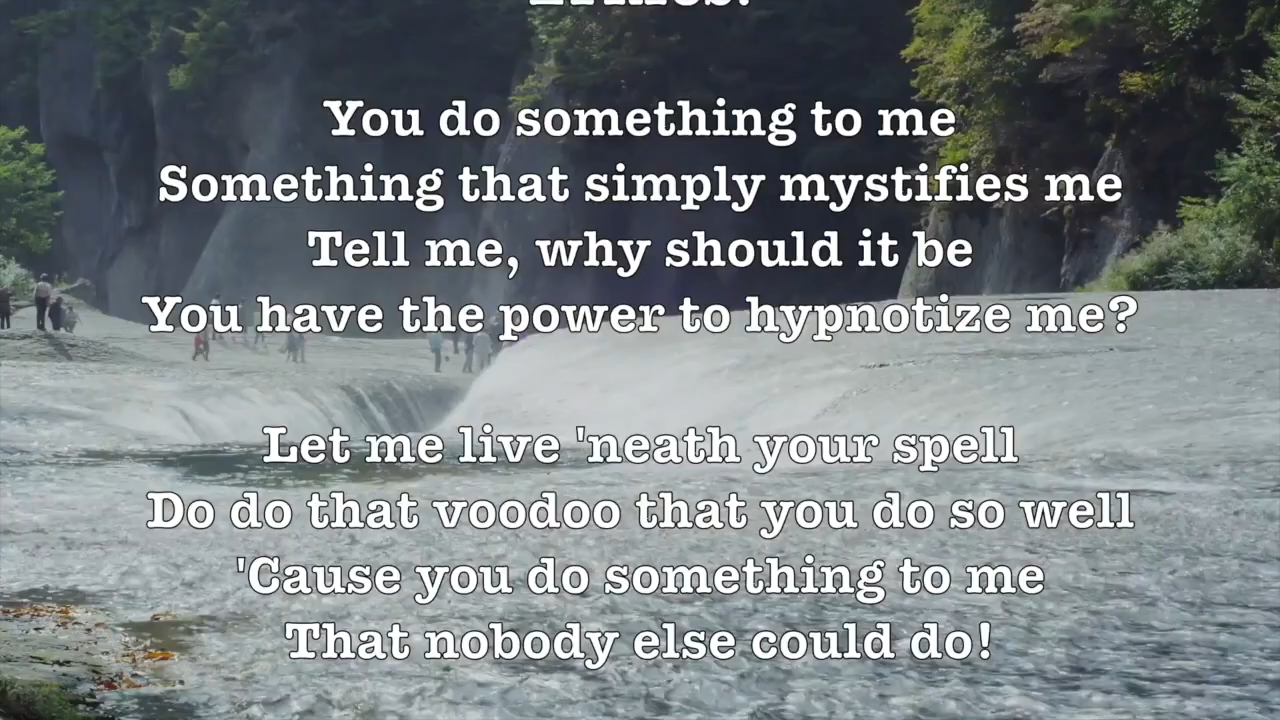 You do something to me
Something that simply mystifies me
Tell me, why should it be
You have the power to hypnotize me?
Let me live 'neath your spell
Do do that voodoo that you do so well
'Cause you do something to me
That nobody else could do!